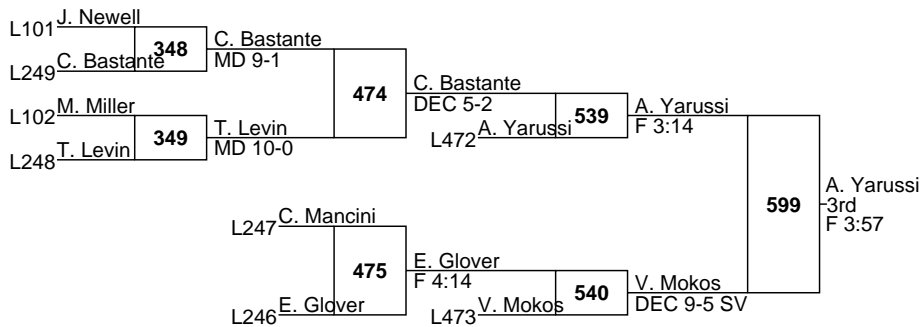 L101 J. Newell
348
C. Bastante
MD 9-1
L249 C. Bastante
474
C. Bastante
DEC 5-2
L102 M. Miller
349
T. Levin
MD 10-0
L248 T. Levin
L472 A. Yarussi
539
A. Yarussi
F 3:14
599
A. Yarussi
3rd
F 3:57
L247 C. Mancini
475
E. Glover
F 4:14
L246 E. Glover
L473 V. Mokos
540
V. Mokos
DEC 9-5 SV